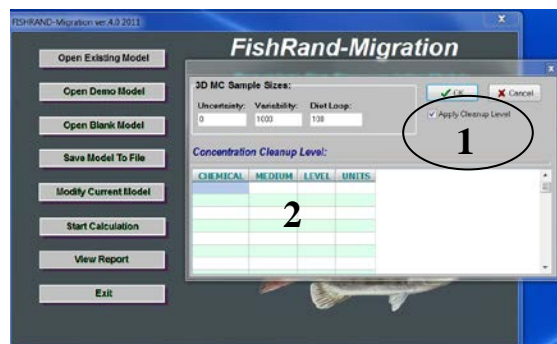 FISHRAND-Migration ver.4.0 2011
X
FishRand-Migration
Open Existing Model
Open Demo Model
Open Blank Model
Save Model To File
Modify Current Model
Start Calculation
View Report
Exit
x
3D MC Sample Sizes:
Uncertainty: Variability: Diet Loop:
0 1000
OK Cancel
Apply Cleanup Level
1
Concentration Cleanup Level:
CHEMICAL MEDIUM LEVEL UNITS
2